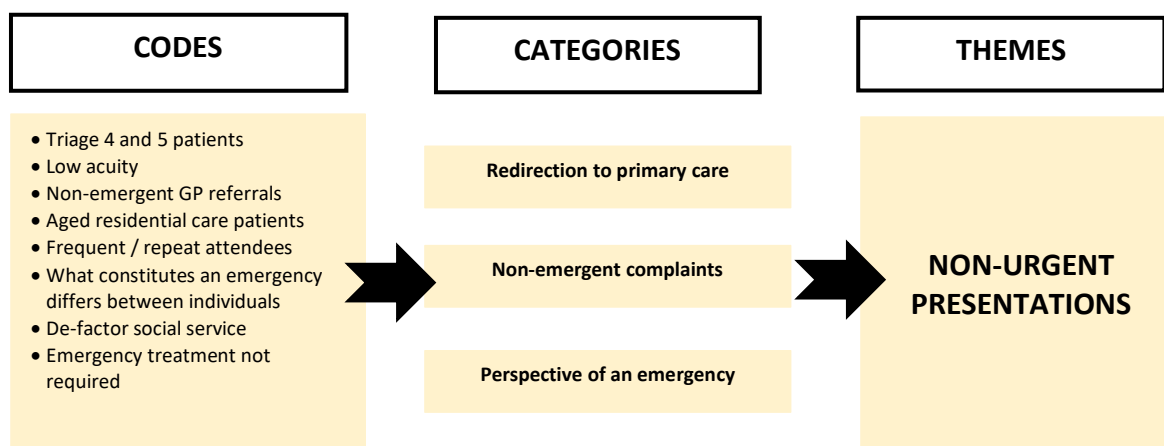 CODES
CATEGORIES
THEMES
• Triage 4 and 5 patients
• Low acuity
• Non-emergent GP referrals
• Aged residential care patients
• Frequent / repeat attendees
• What constitutes an emergency
differs between individuals
• De-factor social service
• Emergency treatment not
required
Redirection to primary care
Non-emergent complaints
Perspective of an emergency
NON-URGENT
PRESENTATIONS